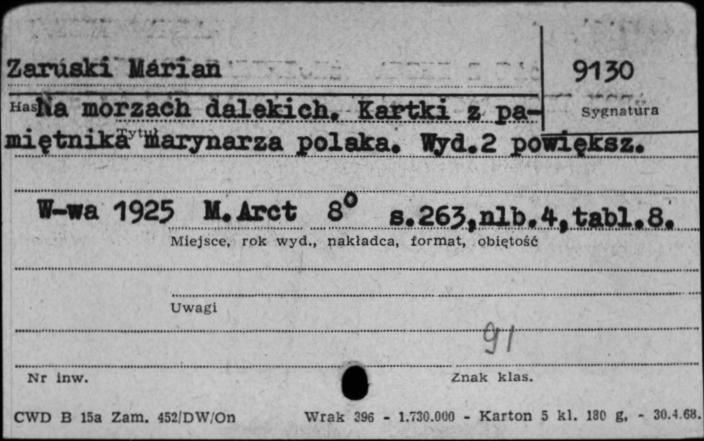 Zaruski Marian 9130
Hasło Na morzach dalekich. Kartki z pa- Sygnatura
miętnika Tytuł marynarza polaka. Wyd.2 powiększ.
W-wa 1925 M.Arct 8° s.263,nlb.4,tabl.8.
Miejsce, rok wyd., nakładca, format, objętość
Uwagi
91
Nr inw. Znak klas.
CWD B 15a Zam. 452/DW/On Wrak 396 - 1.730.000 - Karton 5 kl. 180 g. - 30.4.68.